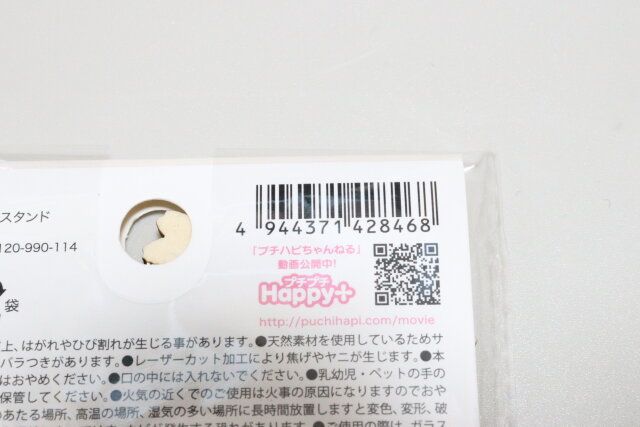 4 944371 428468
スタンド
120-990-114
「プチハピちゃんねる」
動画公開中!
プチプチ
Happy+
http://puchihapi.com/movie
袋
上、はがれやひび割れが生じる事があります。●天然素材を使用しているためサ
バラつきがあります。●レーザーカット加工により焦げやヤニが生じます。●本
はおやめください。●口の中には入れないでください。●乳幼児・ペットの手の
保管してください。●火気の近くでのご使用は火事の原因になりますのでお
のあたる場所、高温の場所、湿気の多い場所に長時間放置しますと変色、変形、破